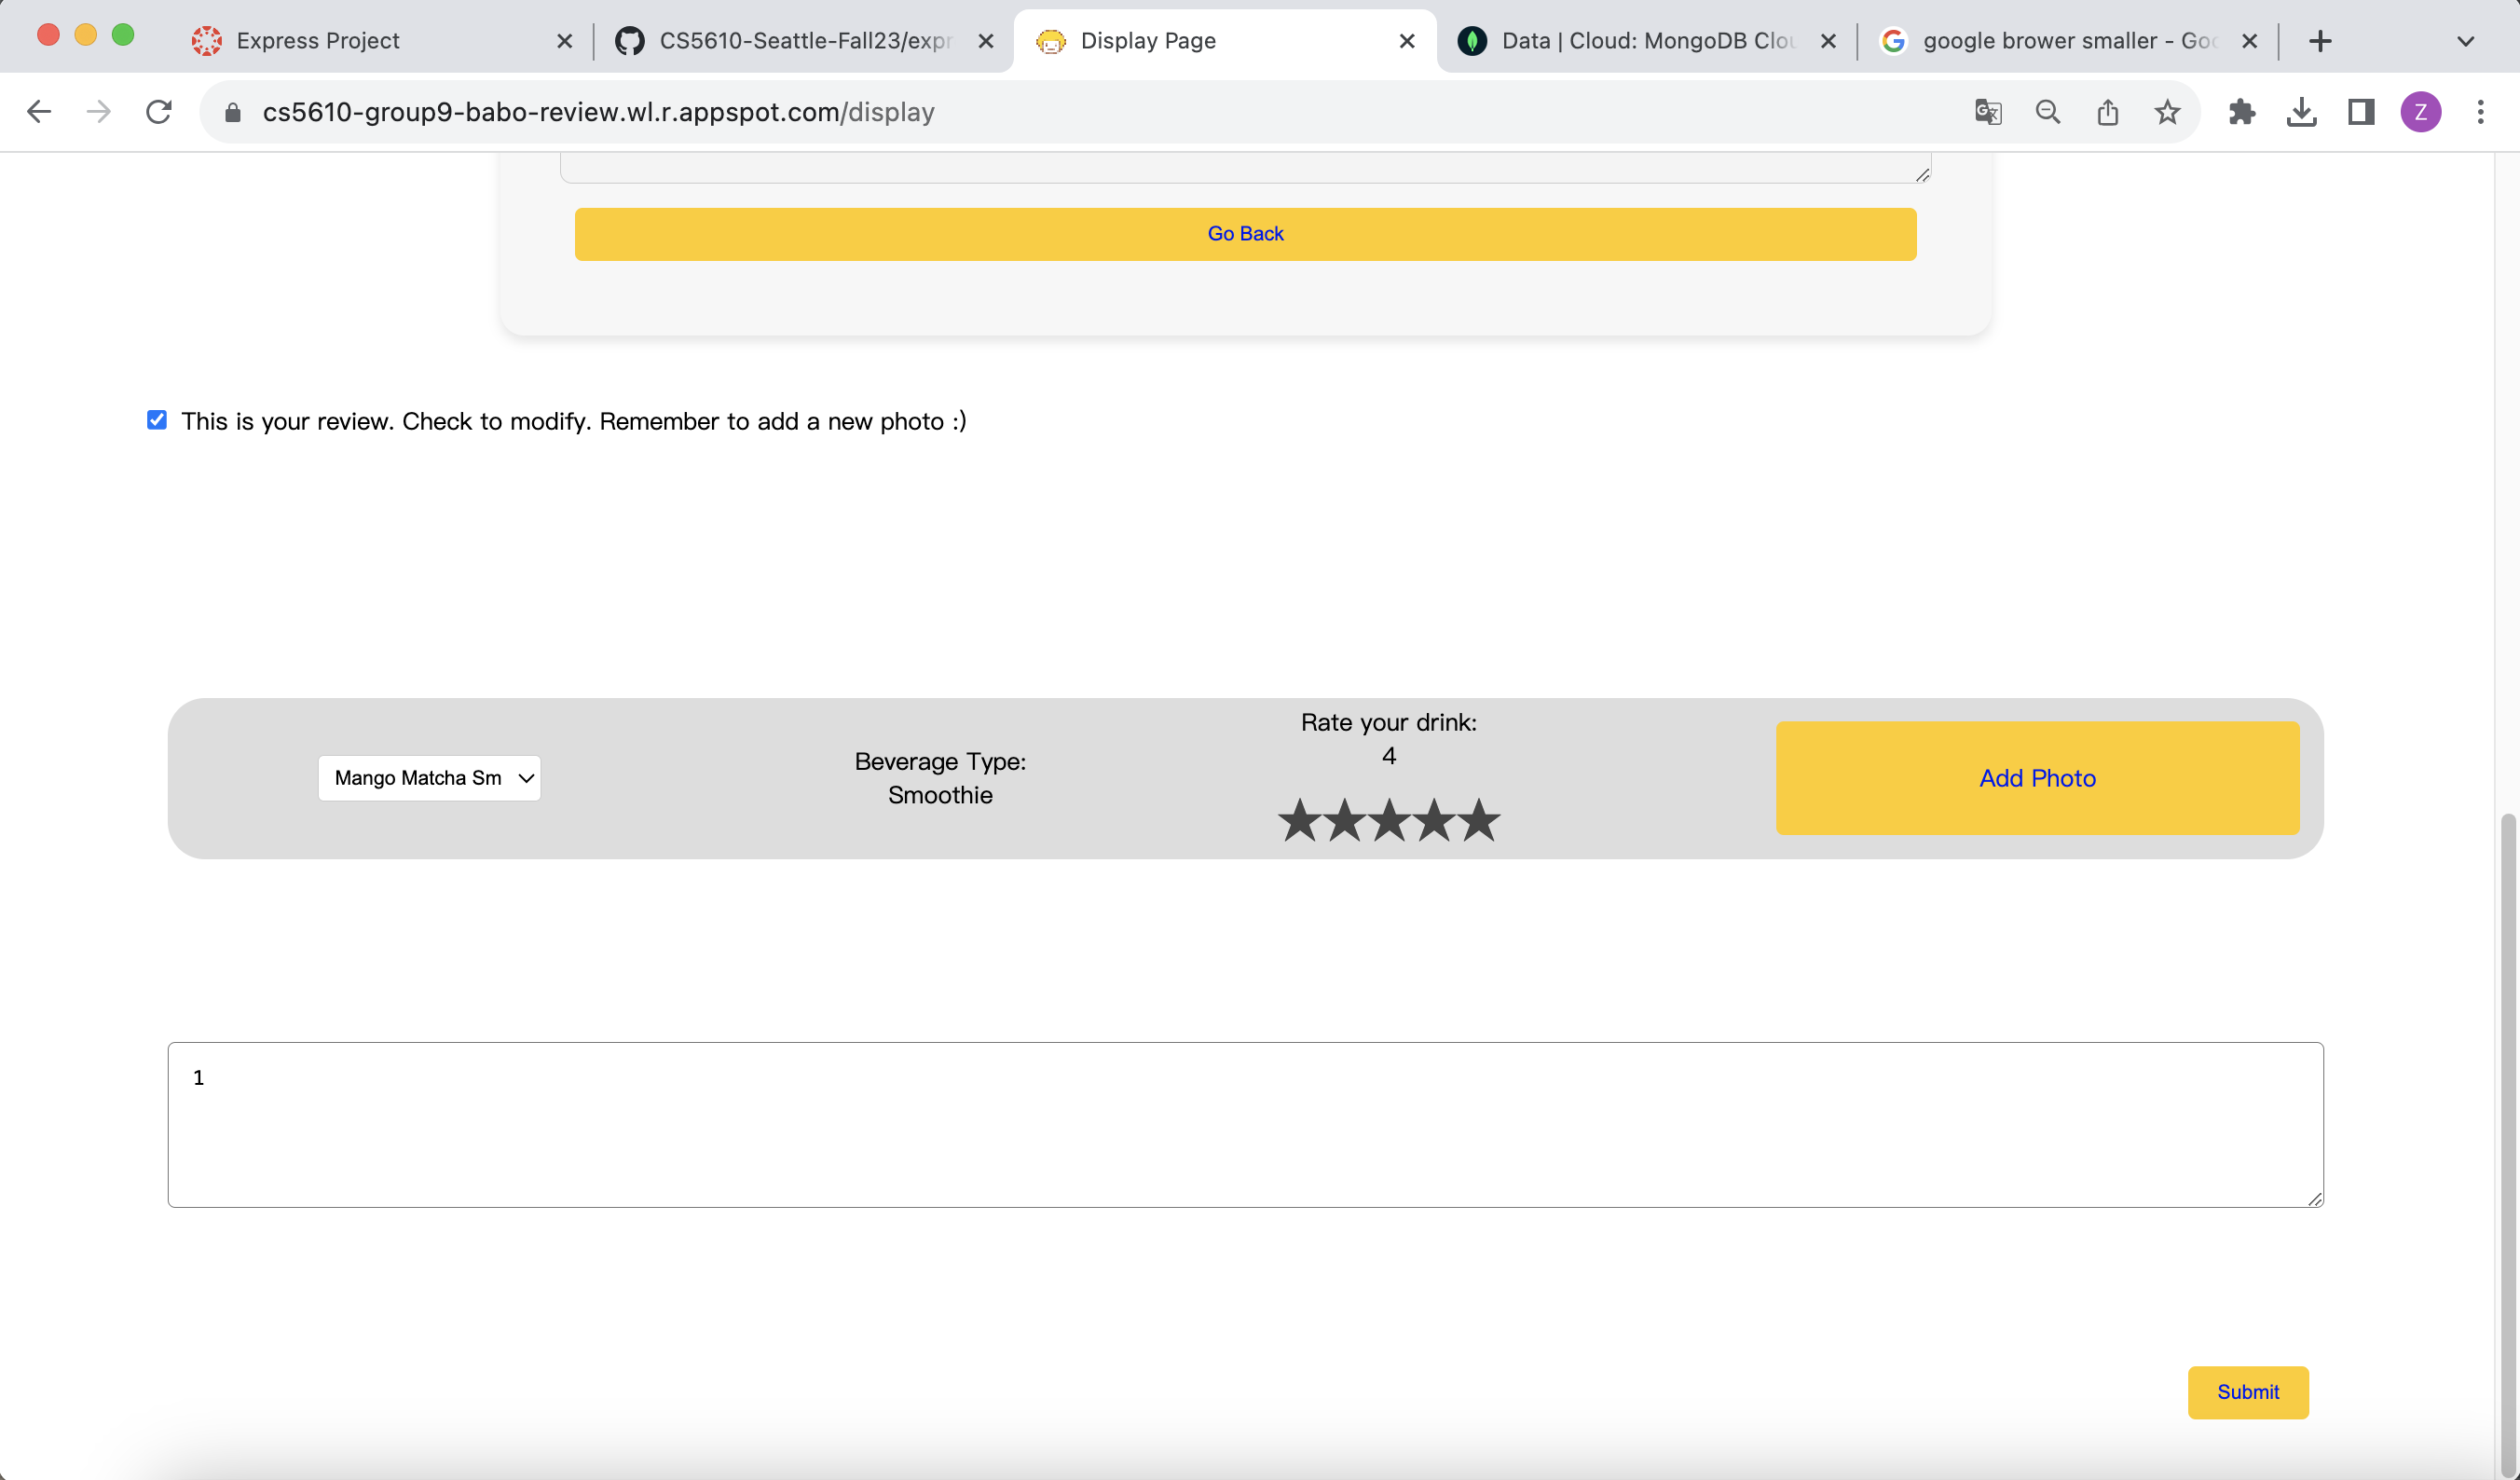 Express Project
CS5610-Seattle-Fall23/expr
Display Page
Data | Cloud: MongoDB Clou
google brower smaller - Goo
cs5610-group9-babo-review.wl.r.appspot.com/display
Z
Go Back
This is your review. Check to modify. Remember to add a new photo :)
Mango Matcha Sm
Beverage Type:
Smoothie
Rate your drink:
4
★★★★★
Add Photo
1
Submit